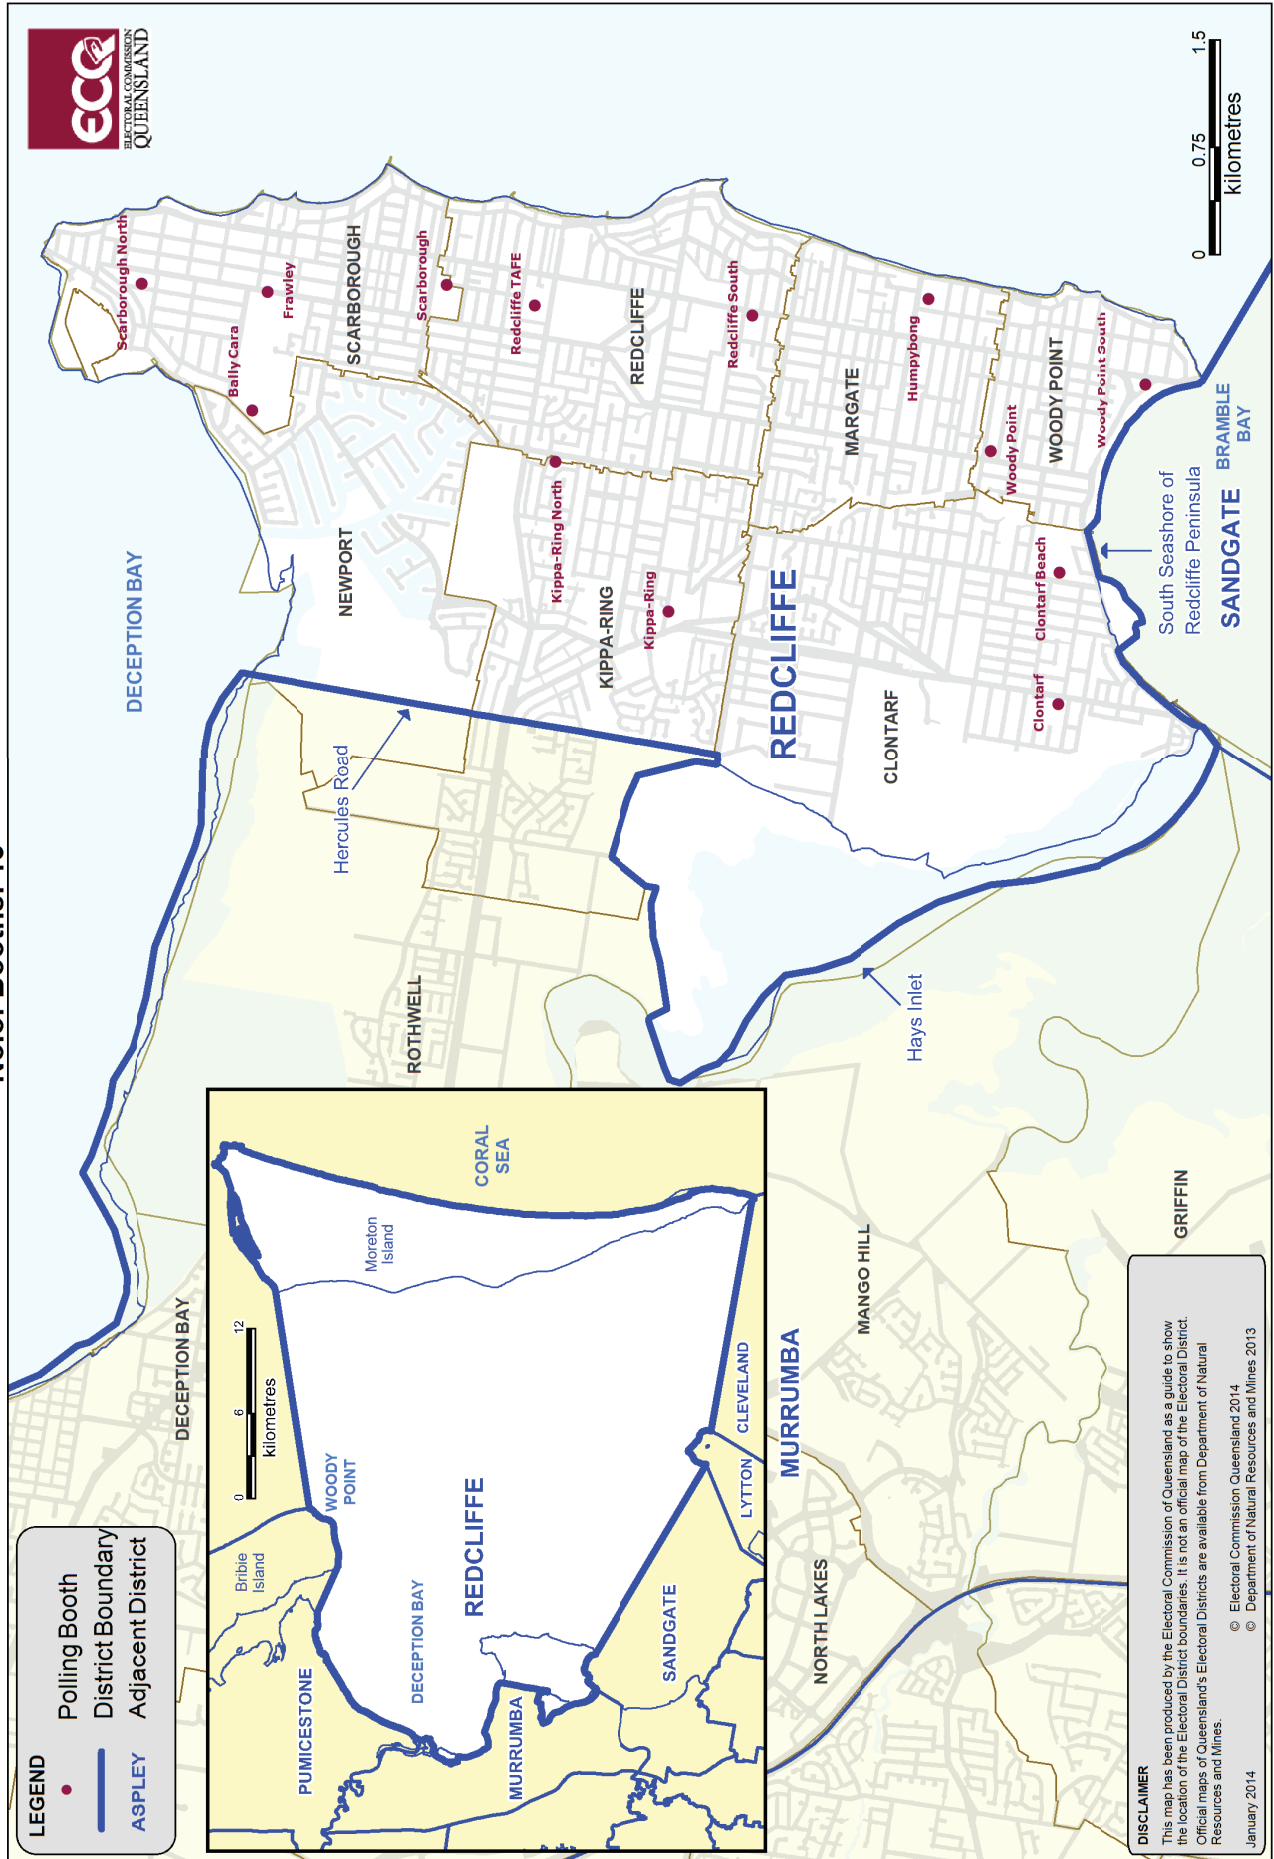 ECQ
ELECTORAL COMMISSION
QUEENSLAND
LEGEND
Polling Booth
District Boundary
ASPLEY
Adjacent District
DECEPTION BAY
DECEPTION BAY
Scarborough North
Frawley
Bally Cara
SCARBOROUGH
Scarborough
Redcliffe TAFE
REDCLIFFE
Redcliffe South
NEWPORT
Kippa-Ring North
KIPPA-RING
Kippa-Ring
Hercules Road
ROTHWELL
MARGATE
Humpybong
Woody Point
WOODY POINT
Woody Point South
REDCLIFFE
CLONTARF
Clontarf Beach
Clontarf
South Seashore of
Redcliffe Peninsula
SANDGATE
BRAMBLE
BAY
Hays Inlet
0 0.75 1.5
kilometres
MANGO HILL
GRIFFIN
MURRUMBA
NORTH LAKES
CORAL
SEA
Moreton
Island
0 6 12
kilometres
WOODY
POINT
Bribie
Island
PUMICESTONE
DECEPTION BAY
REDCLIFFE
MURRUMBA
SANDGATE
LYTTON
CLEVELAND
DISCLAIMER
This map has been produced by the Electoral Commission of Queensland as a guide to show
the location of the Electoral District boundaries. It is not an official map of the Electoral District.
Official maps of Queensland's Electoral Districts are available from Department of Natural
Resources and Mines.
© Electoral Commission Queensland 2014
January 2014 © Department of Natural Resources and Mines 2013